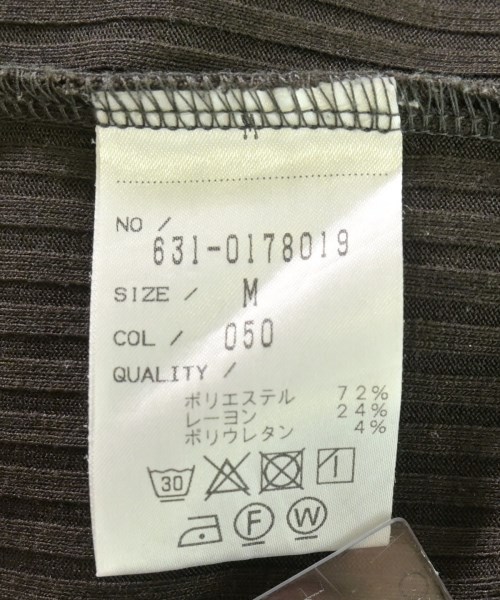 M
NO / 631-0178019
SIZE / M
COL / 050
QUALITY /
ポリエステル 72%
レーヨン 24%
ポリウレタン 4%
30
F W